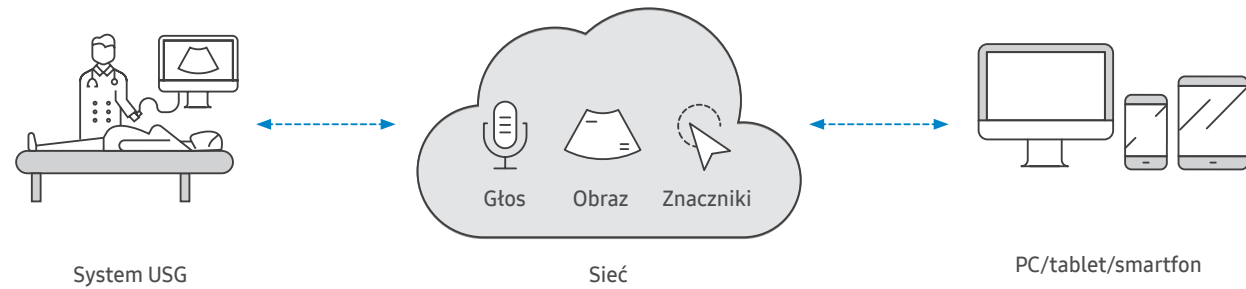 Głos
Obraz
Znaczniki
System USG
Sieć
PC/tablet/smartfon